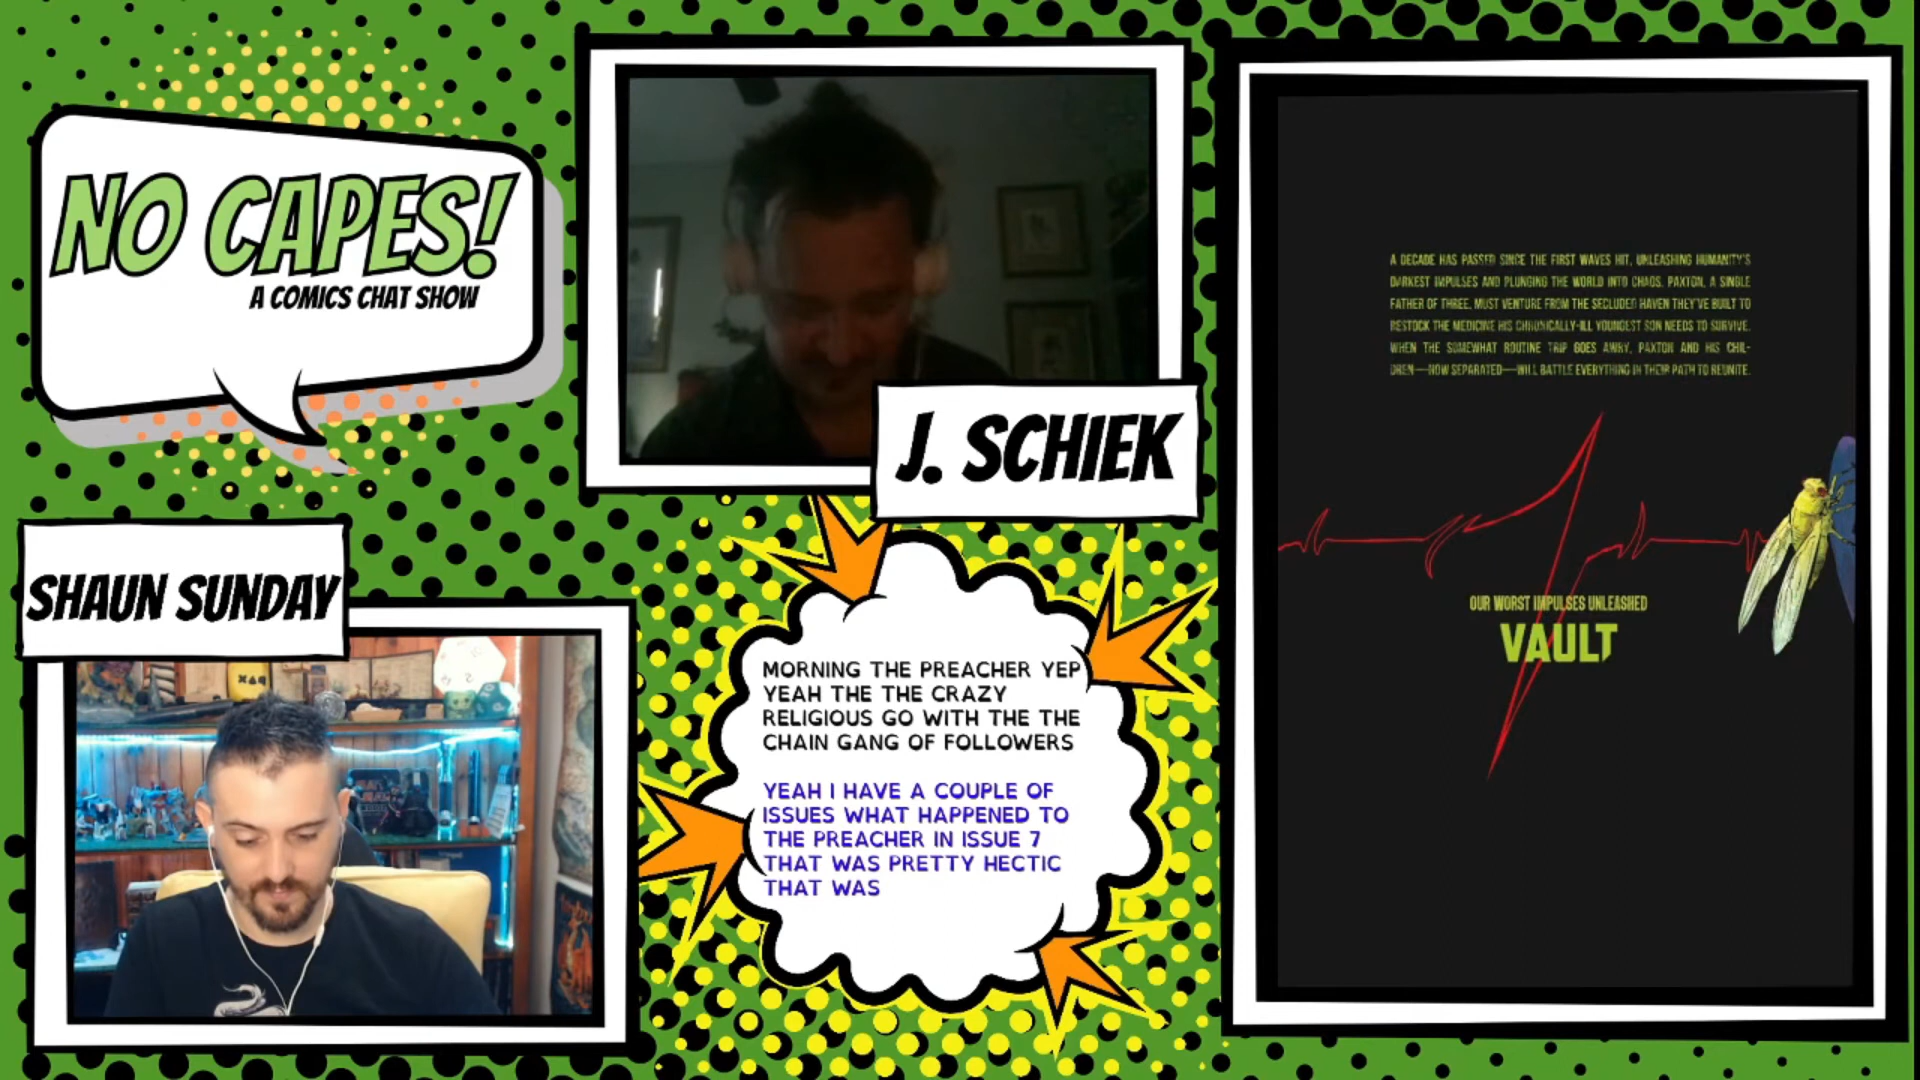 NO CAPES!
A COMICS CHAT SHOW
J. SCHIEK
SHAUN SUNDAY
MORNING THE PREACHER YEP
YEAH THE THE CRAZY
RELIGIOUS GO WITH THE THE
CHAIN GANG OF FOLLOWERS
YEAH I HAVE A COUPLE OF
ISSUES WHAT HAPPENED TO
THE PREACHER IN ISSUE 7
THAT WAS PRETTY HECTIC
THAT WAS
A DECADE HAS PASSED SINCE THE FIRST WAVES HIT, UNLEASHING HUMANITY'S
DARKEST IMPULSES AND PLUNGING THE WORLD INTO CHAOS. PAXTON, A SINGLE
FATHER OF THREE, MUST VENTURE FROM THE SECLUDED HAVEN THEY'VE BUILT TO
RESTOCK THE MEDICINE HIS CHRONICALLY-ILL YOUNGEST SON NEEDS TO SURVIVE.
WHEN THE SOMEWHAT ROUTINE TRIP GOES AWRY, PAXTON AND HIS CHIL-
DREN—NOW SEPARATED—WILL BATTLE EVERYTHING IN THEIR PATH TO REUNITE.
OUR WORST IMPULSES UNLEASHED
VAULT